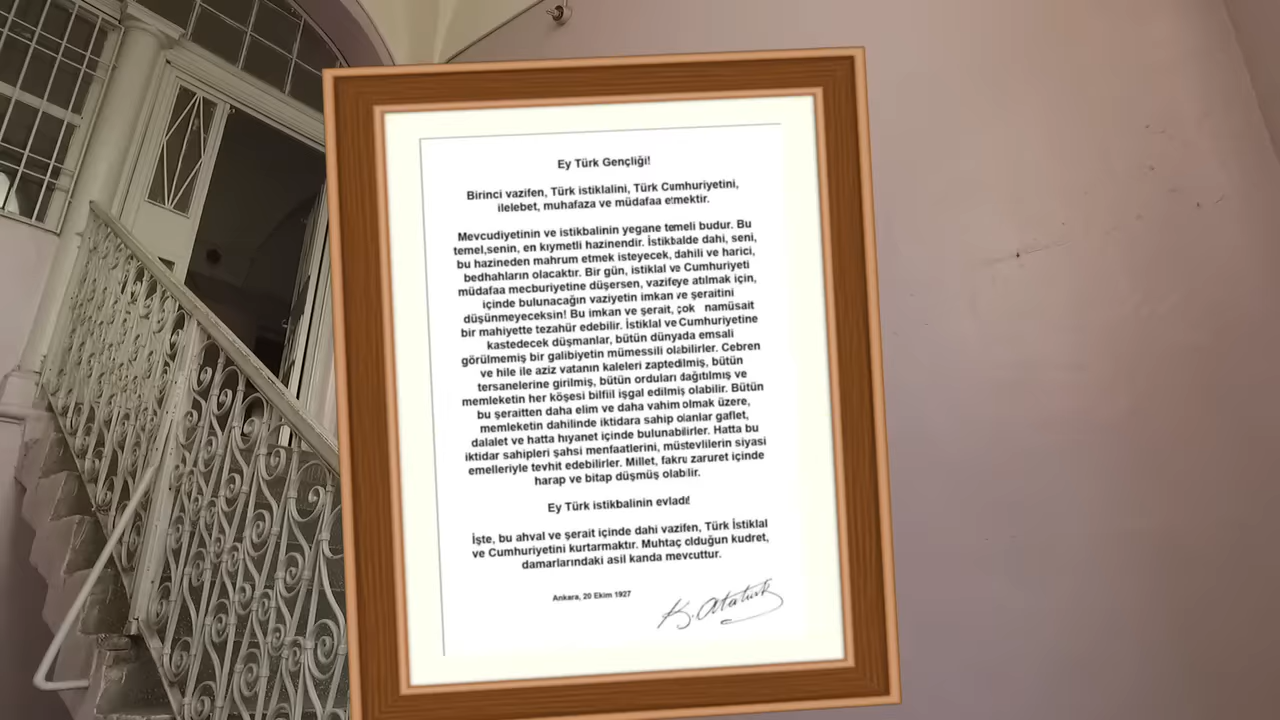 Ey Türk Gençliği!
Birinci vazifen, Türk istiklalini, Türk Cumhuriyetini,
ilelebet, muhafaza ve müdafaa etmektir.
Mevcudiyetinin ve istikbalinin yegane temeli budur. Bu
temel,senin, en kıymetli hazinendir. İstikbalde dahi, seni,
bu hazineden mahrum etmek isteyecek, dahili ve harici,
bedhahların olacaktır. Bir gün, istiklal ve Cumhuriyeti
müdafaa mecburiyetine düşersen, vazifeye atılmak için,
içinde bulunacağın vaziyetin imkan ve şeraitini
düşünmeyeceksin! Bu imkan ve şerait, çok namüsait
bir mahiyette tezahür edebilir. İstiklal ve Cumhuriyetine
kastedecek düşmanlar, bütün dünyada emsali
görülmemiş bir galibiyetin mümessili olabilirler. Cebren
ve hile ile aziz vatanın kaleleri zaptedilmiş, bütün
tersanelerine girilmiş, bütün orduları dağıtılmış ve
memleketin her köşesi bilfiil işgal edilmiş olabilir. Bütün
bu şeraitten daha elim ve daha vahim olmak üzere,
memleketin dahilinde iktidara sahip olanlar gaflet,
dalalet ve hatta hıyanet içinde bulunabilirler. Hatta bu
iktidar sahipleri şahsi menfaatlerini, müstevlilerin siyasi
emelleriyle tevhit edebilirler. Millet, fakru zaruret içinde
harap ve bitap düşmüş olabilir.
Ey Türk istikbalinin evladı!
İşte, bu ahval ve şerait içinde dahi vazifen, Türk İstiklal
ve Cumhuriyetini kurtarmaktır. Muhtaç olduğun kudret,
damarlarındaki asil kanda mevcuttur.
Ankara, 20 Ekim 1927
K. Atatürk